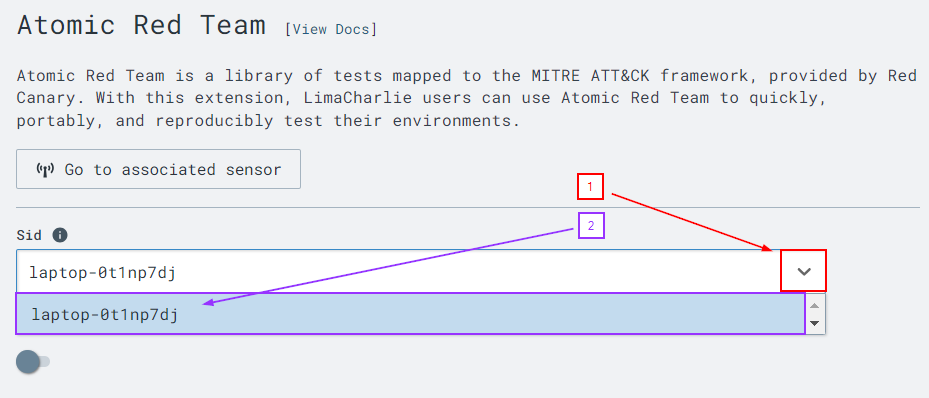 Atomic Red Team [View Docs]
Atomic Red Team is a library of tests mapped to the MITRE ATT&CK framework, provided by Red
Canary. With this extension, LimaCharlie users can use Atomic Red Team to quickly,
portably, and reproducibly test their environments.
Go to associated sensor
1
2
Sid
laptop-0t1np7dj
laptop-0t1np7dj